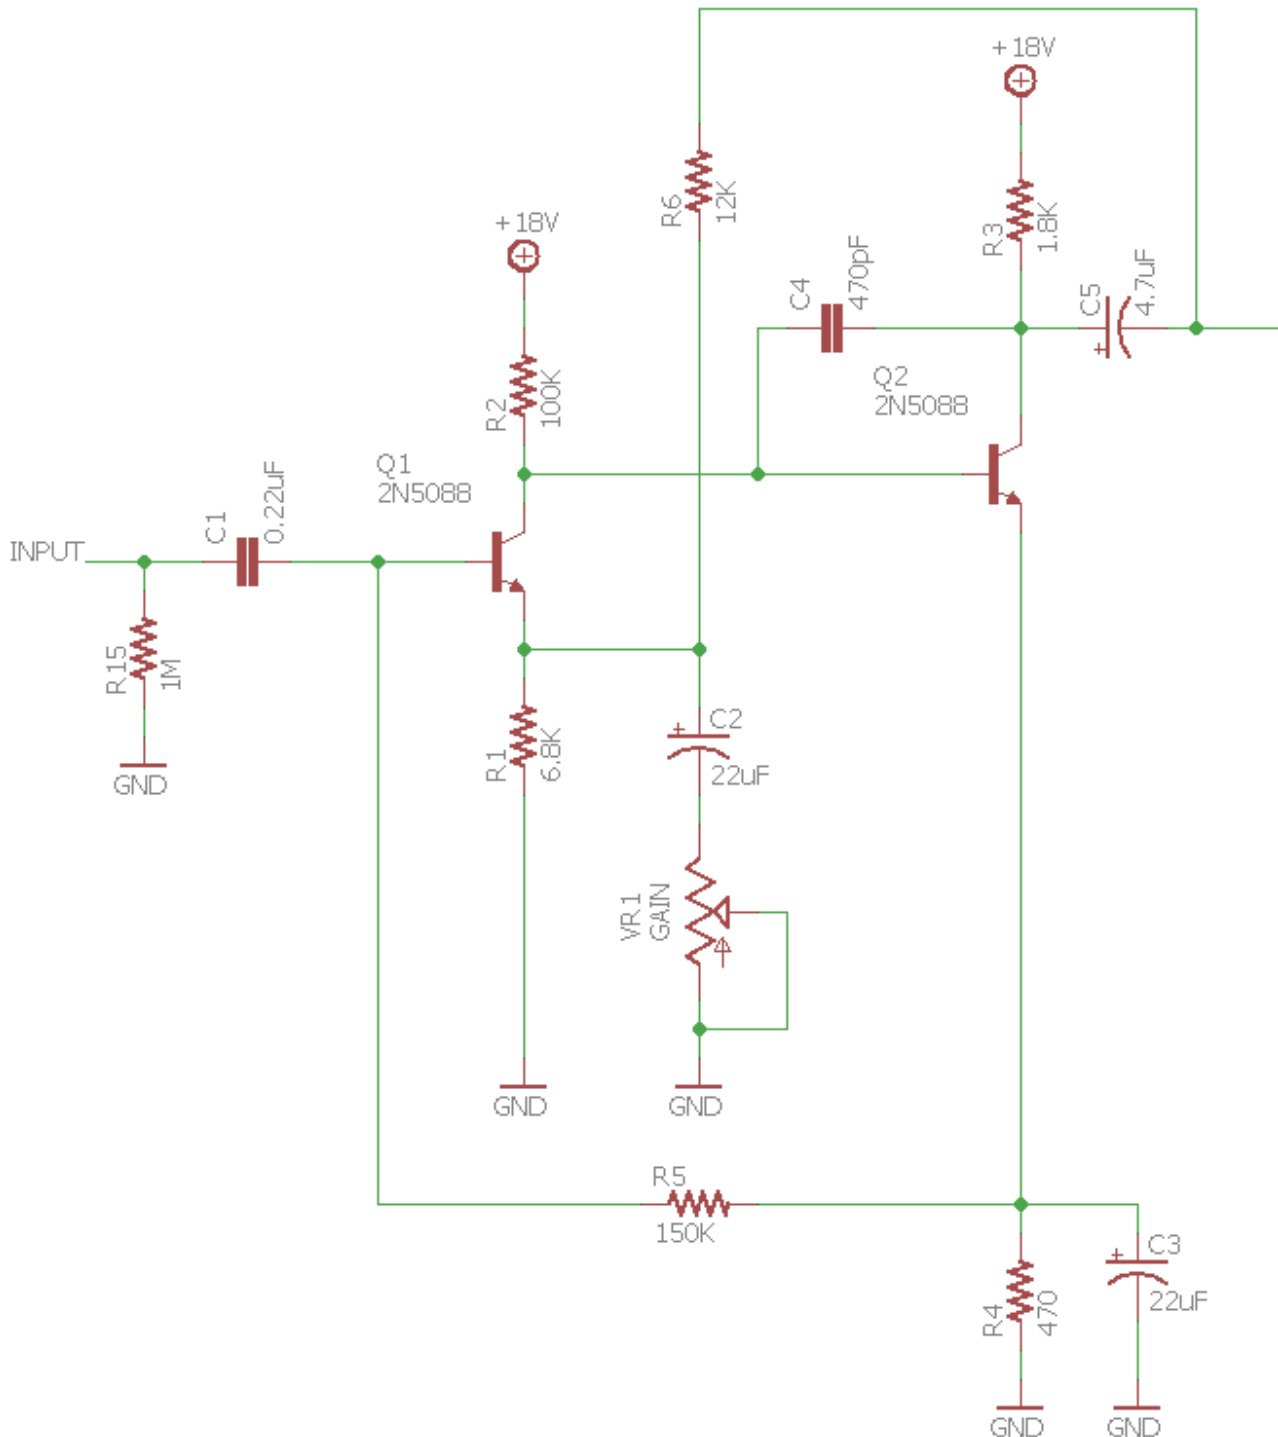 +18V
R6
12K
R3
1.8K
+18V
C4
470pF
C5
4.7uF
+
R2
100K
Q2
2N5088
Q1
2N5088
C1
0.22uF
INPUT
R15
1M
GND
R1
6.8K
+
C2
22uF
VR1
GAIN
GND
GND
R5
150K
+
C3
22uF
R4
470
GND
GND